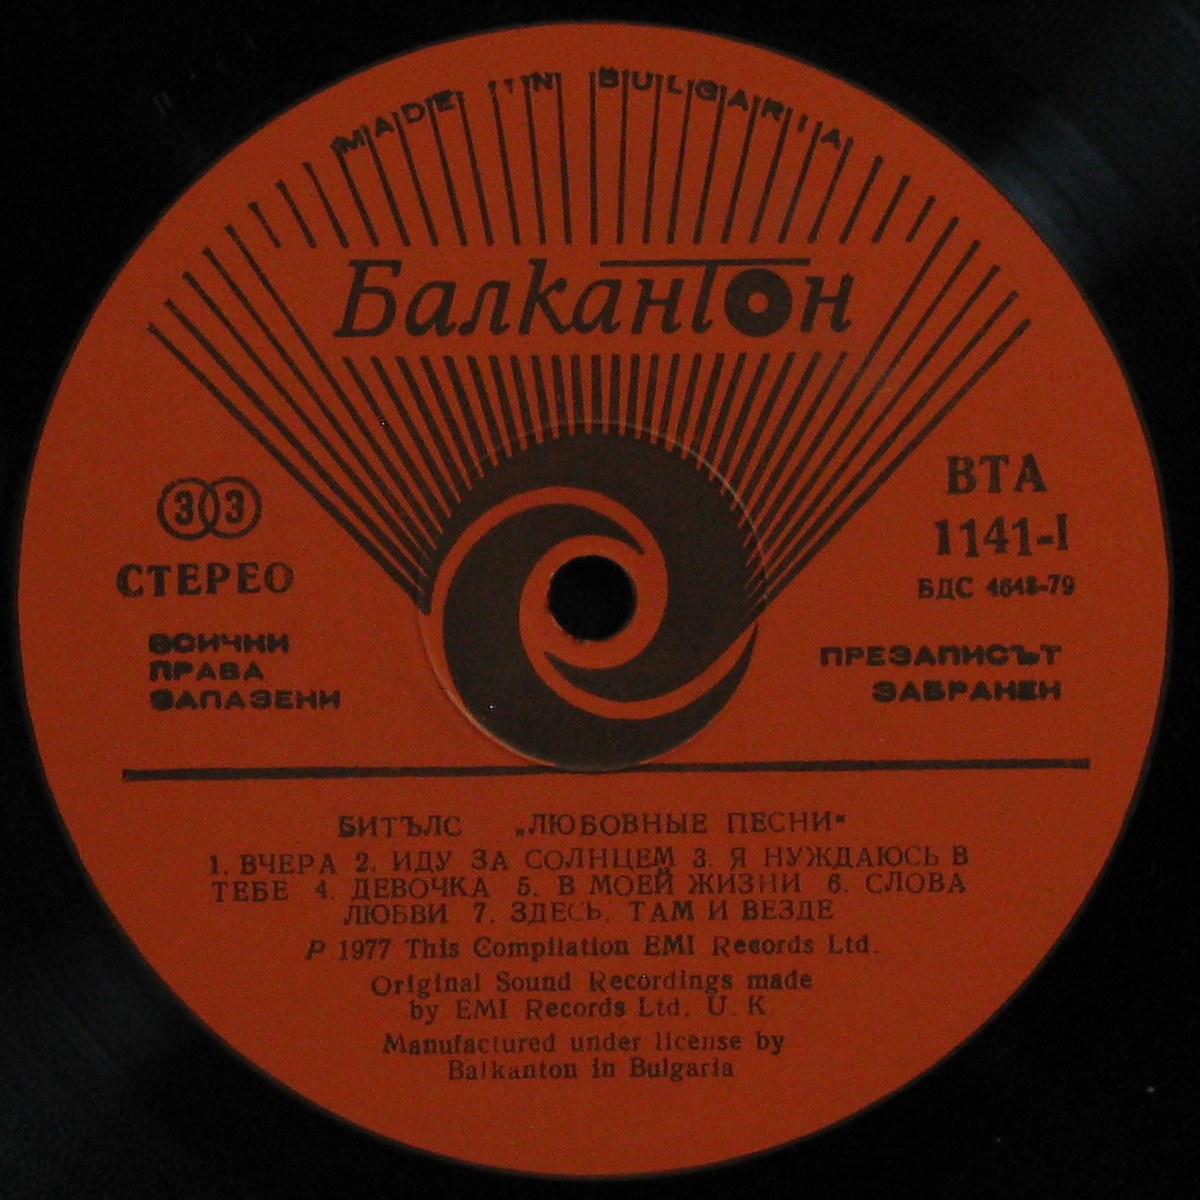 MADE IN BULGARIA
Балкантон
33
СТЕРЕО
ВСИЧКИ
ПРАВА
ЗАПАЗЕНИ
ВТА
1141-I
БДС 4648-79
ПРЕЗАПИСЪТ
ЗАБРАНЕН
БИТЪЛС „ЛЮБОВНЫЕ ПЕСНИ"
1. ВЧЕРА 2. ИДУ ЗА СОЛНЦЕМ 3. Я НУЖДАЮСЬ В
ТЕБЕ 4. ДЕВОЧКА 5. В МОЕЙ ЖИЗНИ 6. СЛОВА
ЛЮБВИ 7. ЗДЕСЬ, ТАМ И ВЕЗДЕ
P 1977 This Compilation EMI Records Ltd.
Original Sound Recordings made
by EMI Records Ltd. U. K
Manufactured under license by
Balkanton in Bulgaria